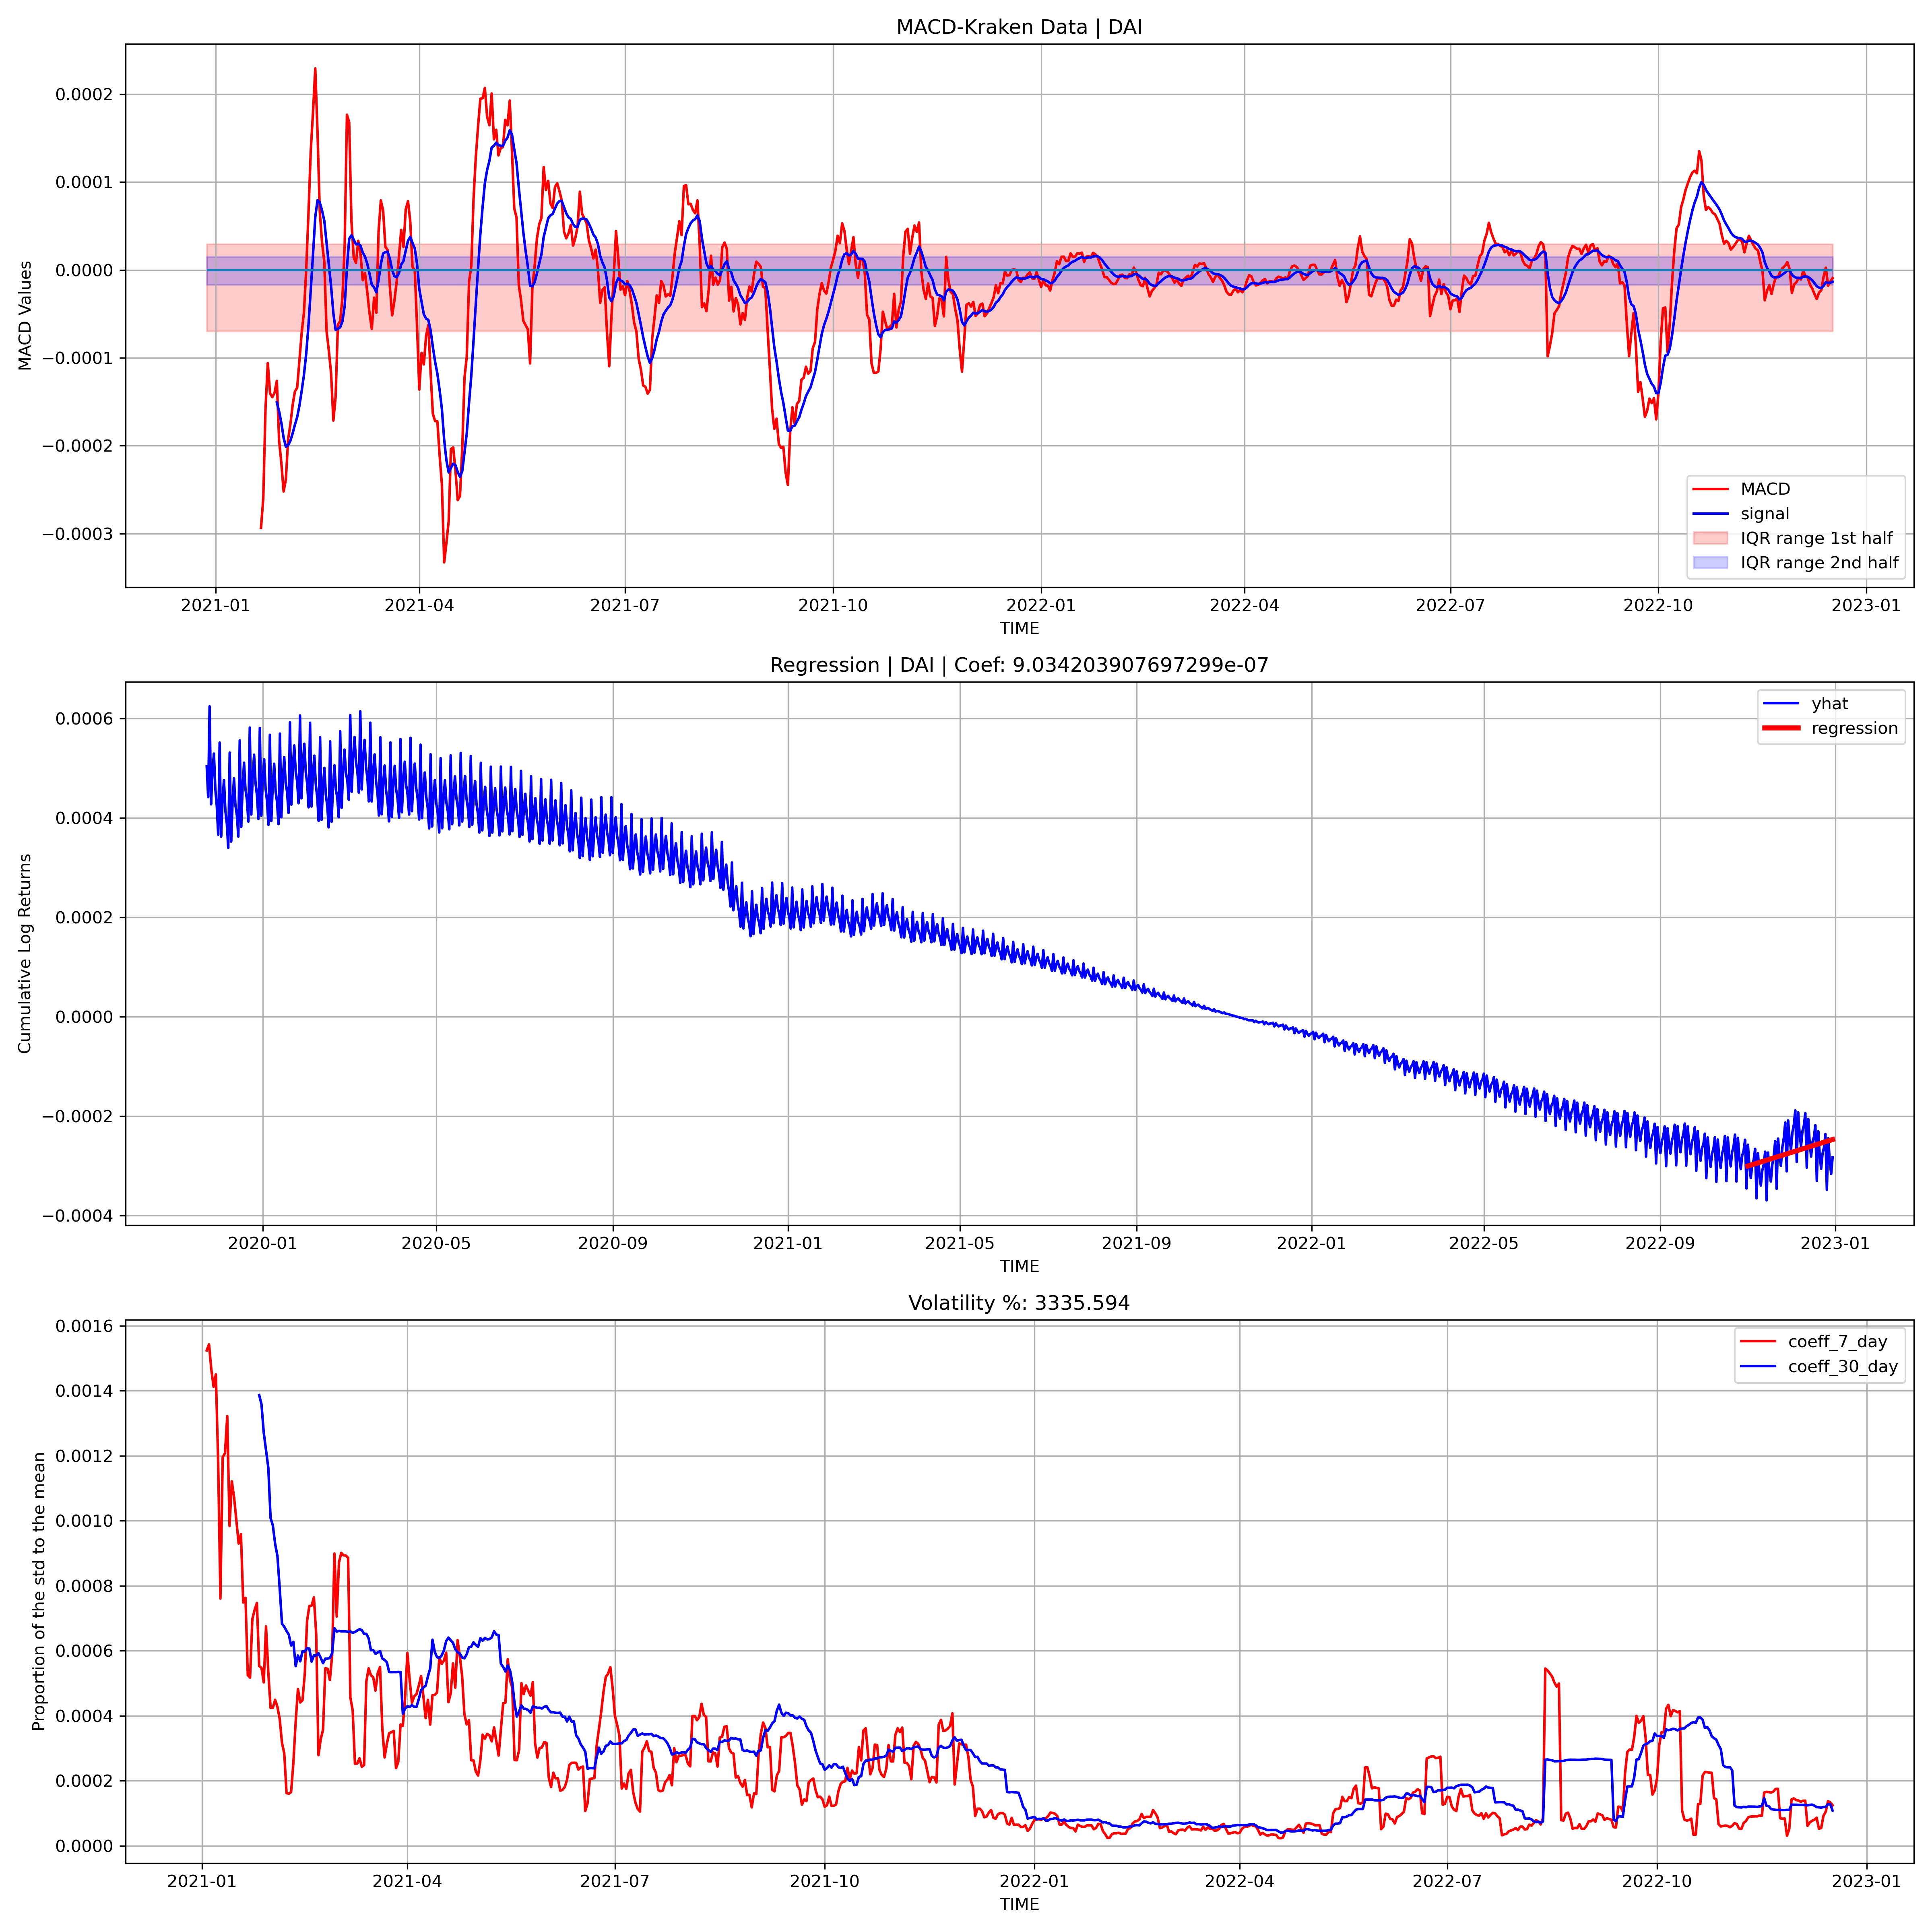 MACD-Kraken Data | DAI
0.0002
0.0001
0.0000
−0.0001
−0.0002
−0.0003
MACD Values
MACD
signal
IQR range 1st half
IQR range 2nd half
2021-01 2021-04 2021-07 2021-10 2022-01 2022-04 2022-07 2022-10 2023-01
TIME
Regression | DAI | Coef: 9.034203907697299e-07
yhat
regression
0.0006
0.0004
0.0002
0.0000
−0.0002
−0.0004
Cumulative Log Returns
2020-01 2020-05 2020-09 2021-01 2021-05 2021-09 2022-01 2022-05 2022-09 2023-01
TIME
Volatility %: 3335.594
coeff_7_day
coeff_30_day
0.0016
0.0014
0.0012
0.0010
0.0008
0.0006
0.0004
0.0002
0.0000
Proportion of the std to the mean
2021-01 2021-04 2021-07 2021-10 2022-01 2022-04 2022-07 2022-10 2023-01
TIME